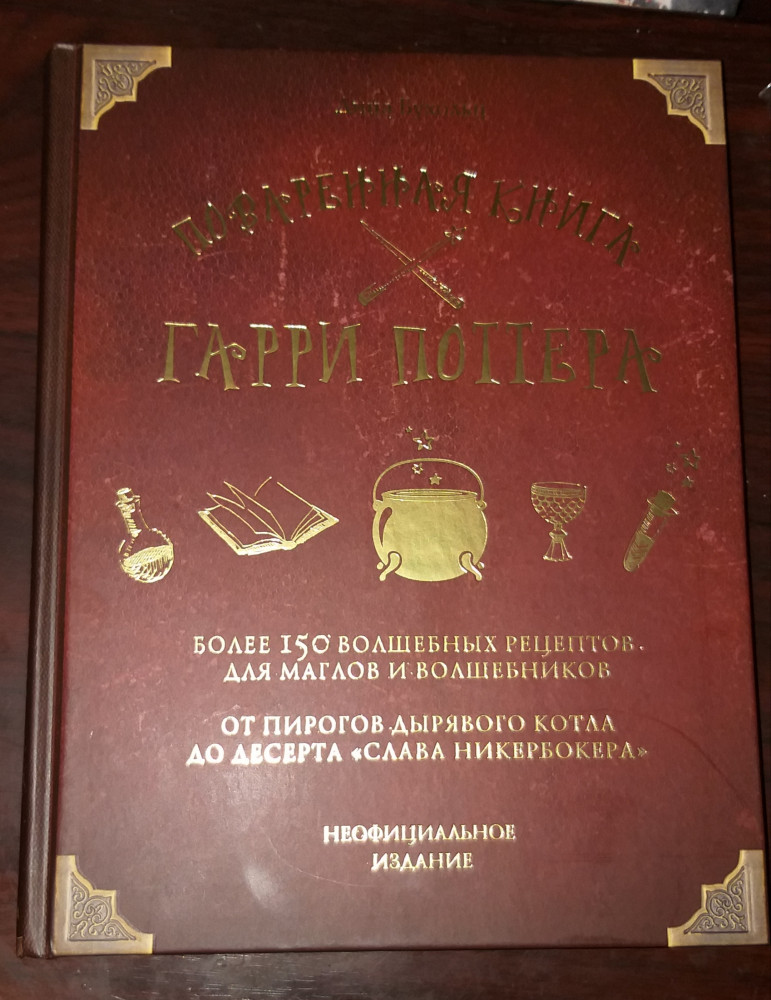 ПОВАРЕННАЯ КНИГА
ГАРРИ ПОТТЕРА
БОЛЕЕ 150 ВОЛШЕБНЫХ РЕЦЕПТОВ
ДЛЯ МАГЛОВ И ВОЛШЕБНИКОВ
ОТ ПИРОГОВ ДЫРЯВОГО КОТЛА
ДО ДЕСЕРТА «СЛАВА НИКЕРБОКЕРА»
НЕОФИЦИАЛЬНОЕ
ИЗДАНИЕ